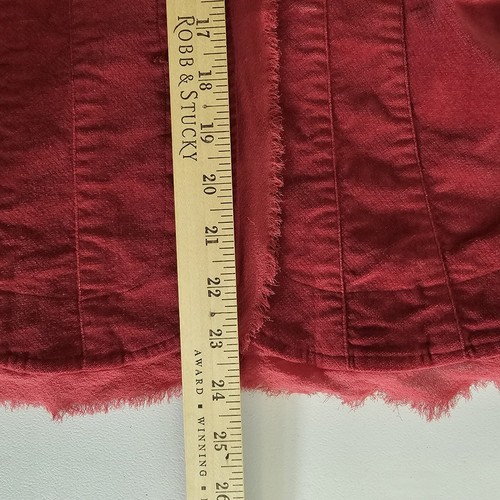 ROBB & STUCKY
AWARD ▪ WINNING ▪
17 18 19 20 21 22 23 24 25 26